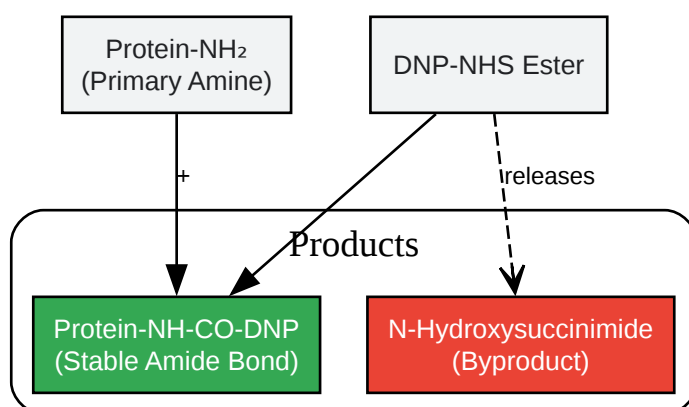 Protein-NH₂
(Primary Amine)
DNP-NHS Ester
+
releases
Products
Protein-NH-CO-DNP
(Stable Amide Bond)
N-Hydroxysuccinimide
(Byproduct)